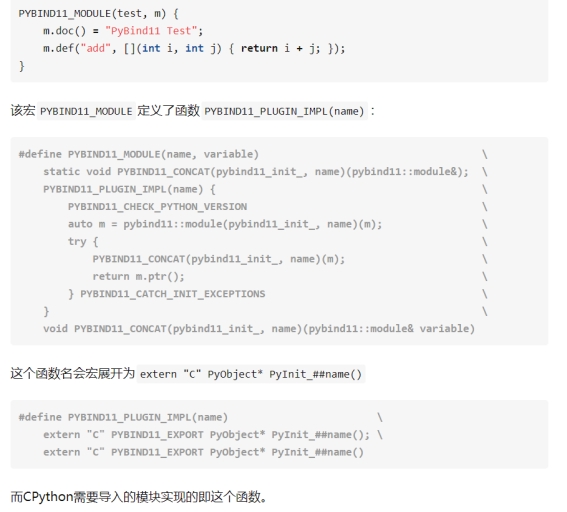 PYBIND11_MODULE(test, m) {
    m.doc() = "PyBind11 Test";
    m.def("add", [](int i, int j) { return i + j; });
}
该宏 PYBIND11_MODULE 定义了函数 PYBIND11_PLUGIN_IMPL(name) :
#define PYBIND11_MODULE(name, variable) \
    static void PYBIND11_CONCAT(pybind11_init_, name)(pybind11::module&); \
    PYBIND11_PLUGIN_IMPL(name) { \
        PYBIND11_CHECK_PYTHON_VERSION \
        auto m = pybind11::module(pybind11_init_, name)(m); \
        try { \
            PYBIND11_CONCAT(pybind11_init_, name)(m); \
            return m.ptr(); \
        } PYBIND11_CATCH_INIT_EXCEPTIONS \
    } \
    void PYBIND11_CONCAT(pybind11_init_, name)(pybind11::module& variable)
这个函数名会宏展开为 extern "C" PyObject* PyInit_##name()
#define PYBIND11_PLUGIN_IMPL(name) \
    extern "C" PYBIND11_EXPORT PyObject* PyInit_##name(); \
    extern "C" PYBIND11_EXPORT PyObject* PyInit_##name()
而CPython需要导入的模块实现的即这个函数。